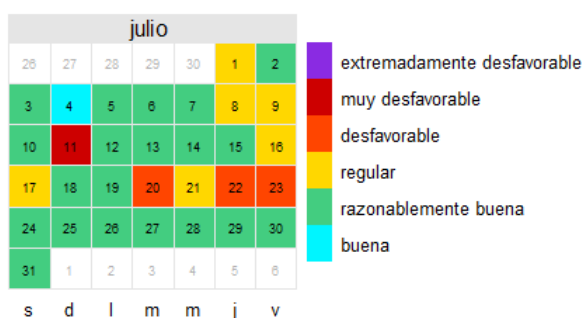 julio
26 27 28 29 30 1 2
3 4 5 6 7 8 9
10 11 12 13 14 15 16
17 18 19 20 21 22 23
24 25 26 27 28 29 30
31 1 2 3 4 5 6
s d l m m j v
extremadamente desfavorable
muy desfavorable
desfavorable
regular
razonablemente buena
buena